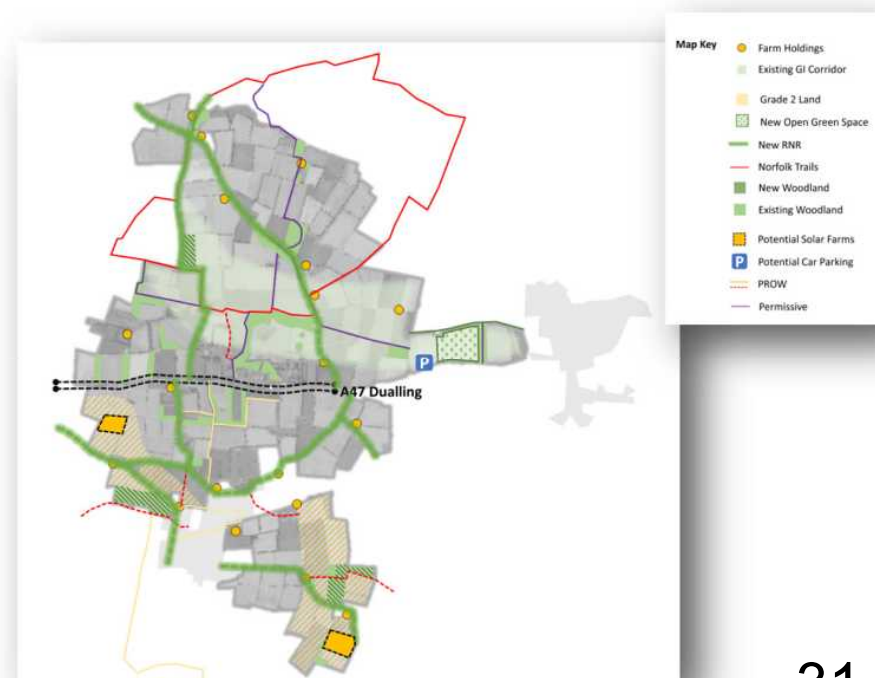 Map Key
Farm Holdings
Existing GI Corridor
Grade 2 Land
New Open Green Space
New RNR
Norfolk Trails
New Woodland
Existing Woodland
Potential Solar Farms
P
Potential Car Parking
PROW
Permissive
P
A47 Dualling